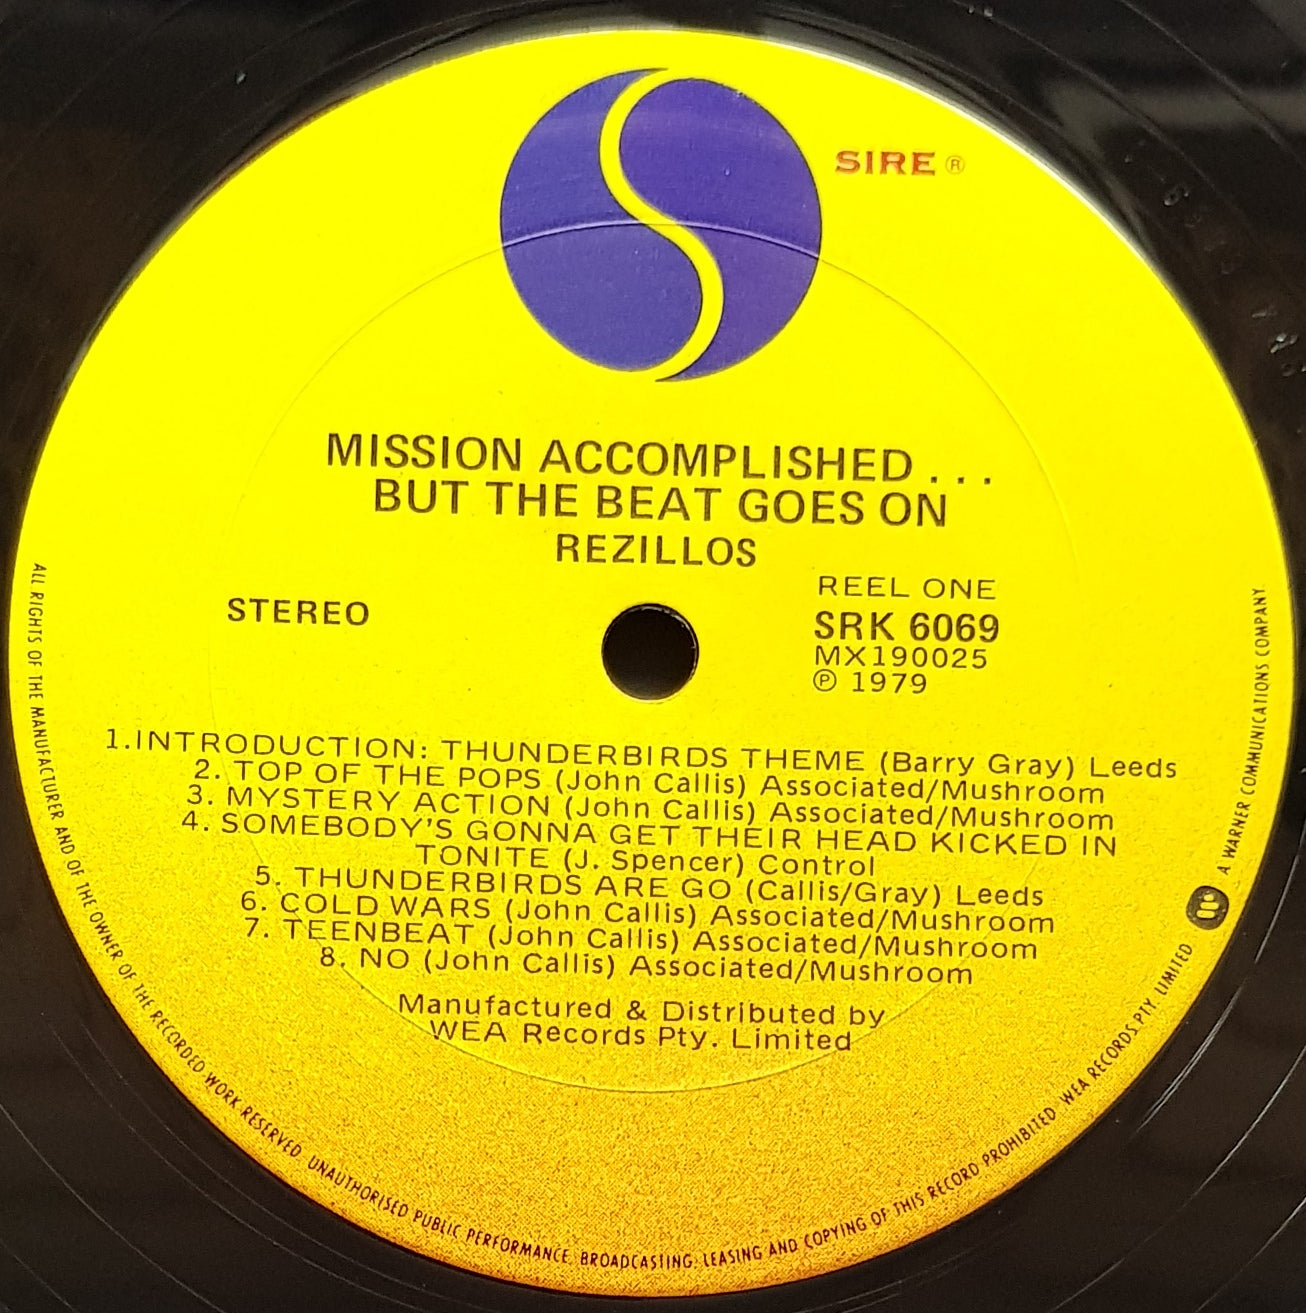 SIRE ®
MISSION ACCOMPLISHED . . .
BUT THE BEAT GOES ON
REZILLOS
STEREO
REEL ONE
SRK 6069
MX190025
℗ 1979
1.INTRODUCTION: THUNDERBIRDS THEME (Barry Gray) Leeds
2. TOP OF THE POPS (John Callis) Associated/Mushroom
3. MYSTERY ACTION (John Callis) Associated/Mushroom
4. SOMEBODY'S GONNA GET THEIR HEAD KICKED IN
TONITE (J. Spencer) Control
5. THUNDERBIRDS ARE GO (Callis/Gray) Leeds
6. COLD WARS (John Callis) Associated/Mushroom
7. TEENBEAT (John Callis) Associated/Mushroom
8. NO (John Callis) Associated/Mushroom
Manufactured & Distributed by
WEA Records Pty. Limited
ALL RIGHTS OF THE MANUFACTURER AND OF THE OWNER OF THE RECORDED WORK RESERVED. UNAUTHORISED PUBLIC PERFORMANCE. BROADCASTING; LEASING AND COPYING OF THIS RECORD PROHIBITED. WEA RECORDS PTY. LIMITED
A WARNER COMMUNICATIONS COMPANY.